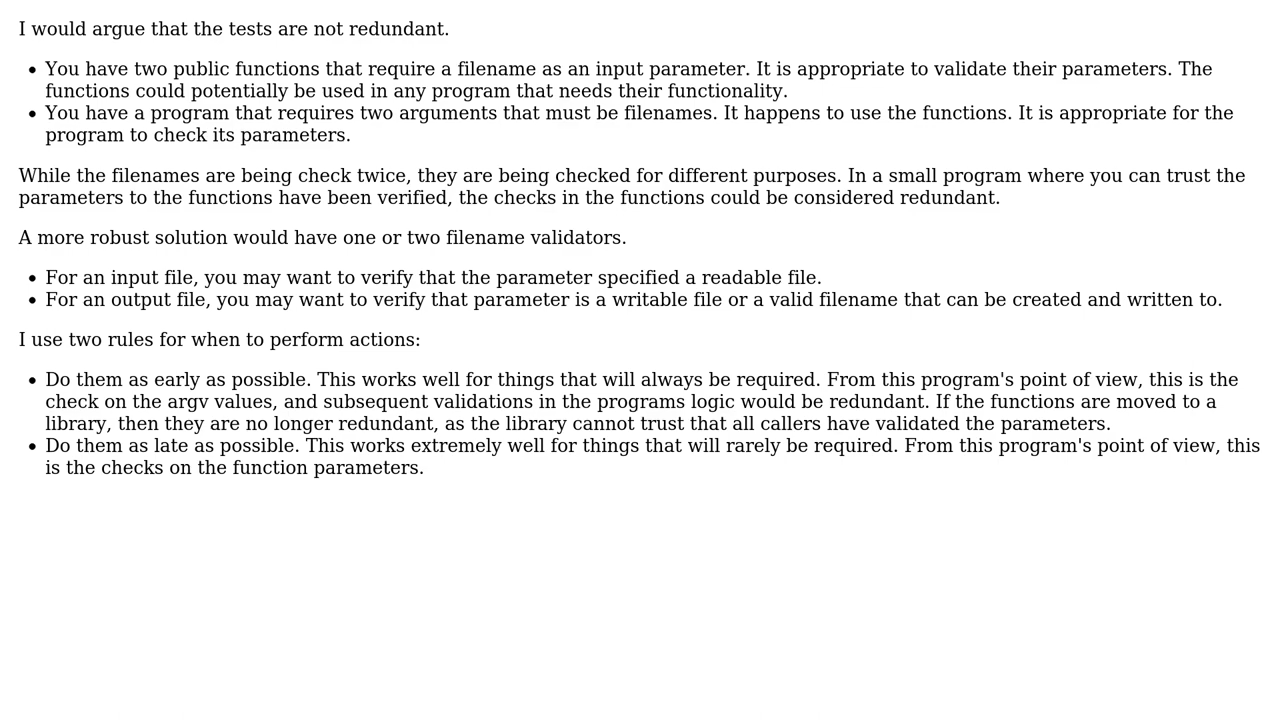 I would argue that the tests are not redundant.
• You have two public functions that require a filename as an input parameter. It is appropriate to validate their parameters. The
functions could potentially be used in any program that needs their functionality.
• You have a program that requires two arguments that must be filenames. It happens to use the functions. It is appropriate for the
program to check its parameters.
While the filenames are being check twice, they are being checked for different purposes. In a small program where you can trust the
parameters to the functions have been verified, the checks in the functions could be considered redundant.
A more robust solution would have one or two filename validators.
• For an input file, you may want to verify that the parameter specified a readable file.
• For an output file, you may want to verify that parameter is a writable file or a valid filename that can be created and written to.
I use two rules for when to perform actions:
• Do them as early as possible. This works well for things that will always be required. From this program's point of view, this is the
check on the argv values, and subsequent validations in the programs logic would be redundant. If the functions are moved to a
library, then they are no longer redundant, as the library cannot trust that all callers have validated the parameters.
• Do them as late as possible. This works extremely well for things that will rarely be required. From this program's point of view, this
is the checks on the function parameters.